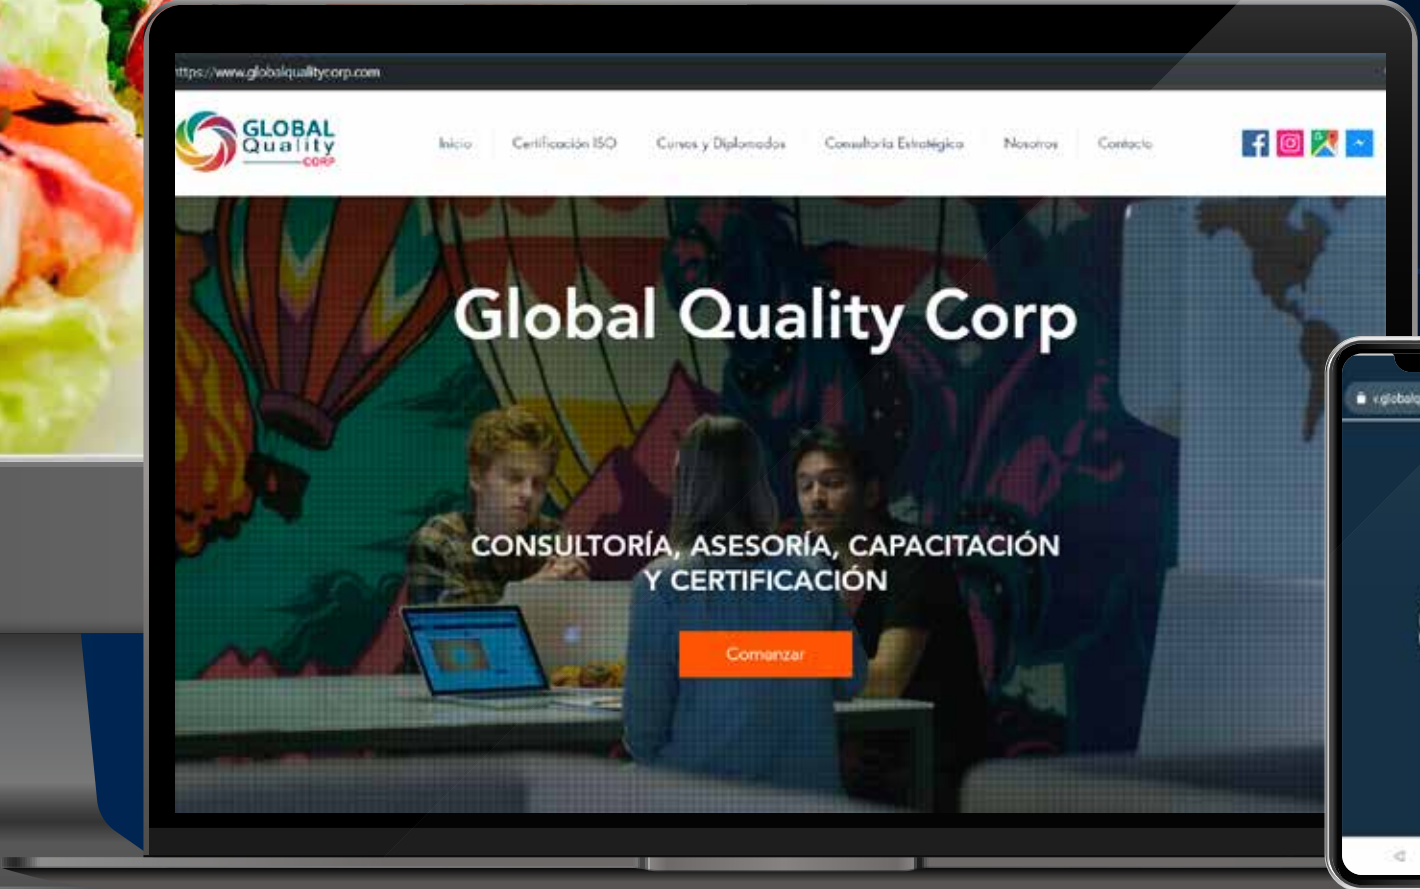 https://www.globalqualitycorp.com
GLOBAL
Quality
CORP
Inicio
Certificación ISO
Cursos y Diplomados
Consultoría Estratégica
Nosotros
Contacto
Global Quality Corp
CONSULTORÍA, ASESORÍA, CAPACITACIÓN
Y CERTIFICACIÓN
Comenzar